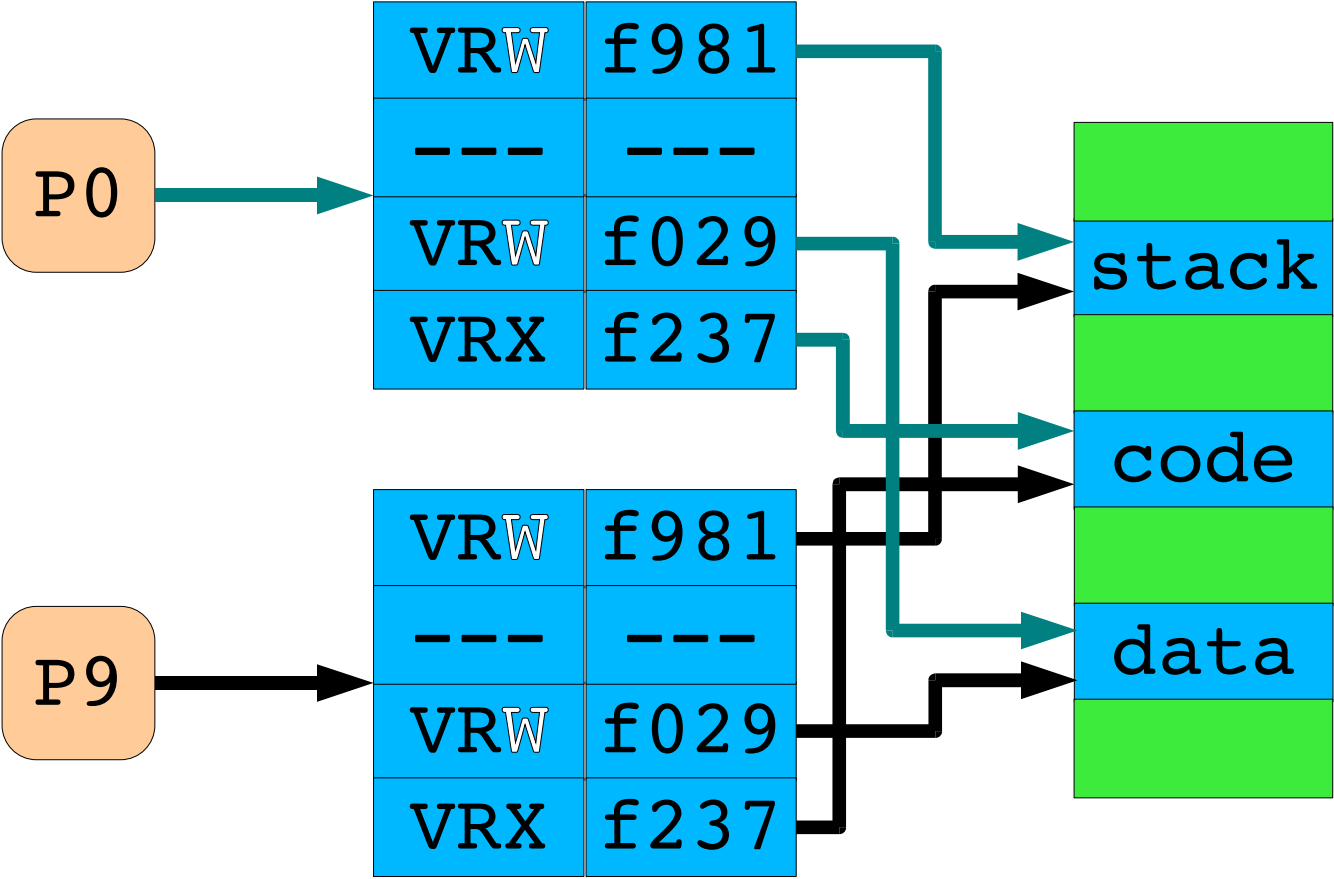 P0
VRW f981
--- ---
VRW f029
VRX f237
P9
VRW f981
--- ---
VRW f029
VRX f237
stack
code
data